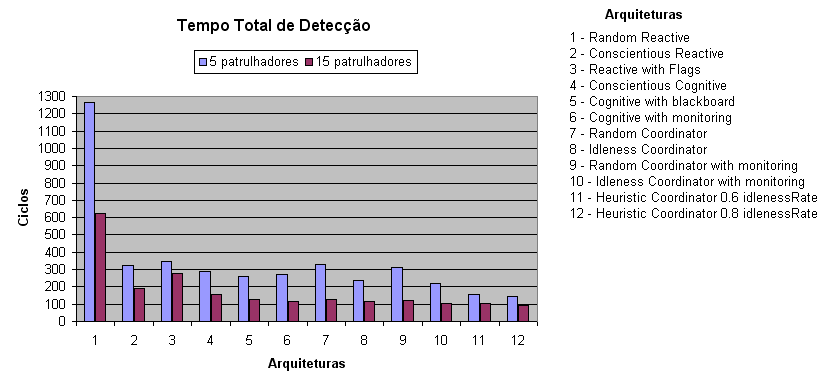 Tempo Total de Detecção
5 patrulhadores
15 patrulhadores
Ciclos
1300
1200
1100
1000
900
800
700
600
500
400
300
200
100
0
1 2 3 4 5 6 7 8 9 10 11 12
Arquiteturas
Arquiteturas
1 - Random Reactive
2 - Conscientious Reactive
3 - Reactive with Flags
4 - Conscientious Cognitive
5 - Cognitive with blackboard
6 - Cognitive with monitoring
7 - Random Coordinator
8 - Idleness Coordinator
9 - Random Coordinator with monitoring
10 - Idleness Coordinator with monitoring
11 - Heuristic Coordinator 0.6 idlenessRate
12 - Heuristic Coordinator 0.8 idlenessRate